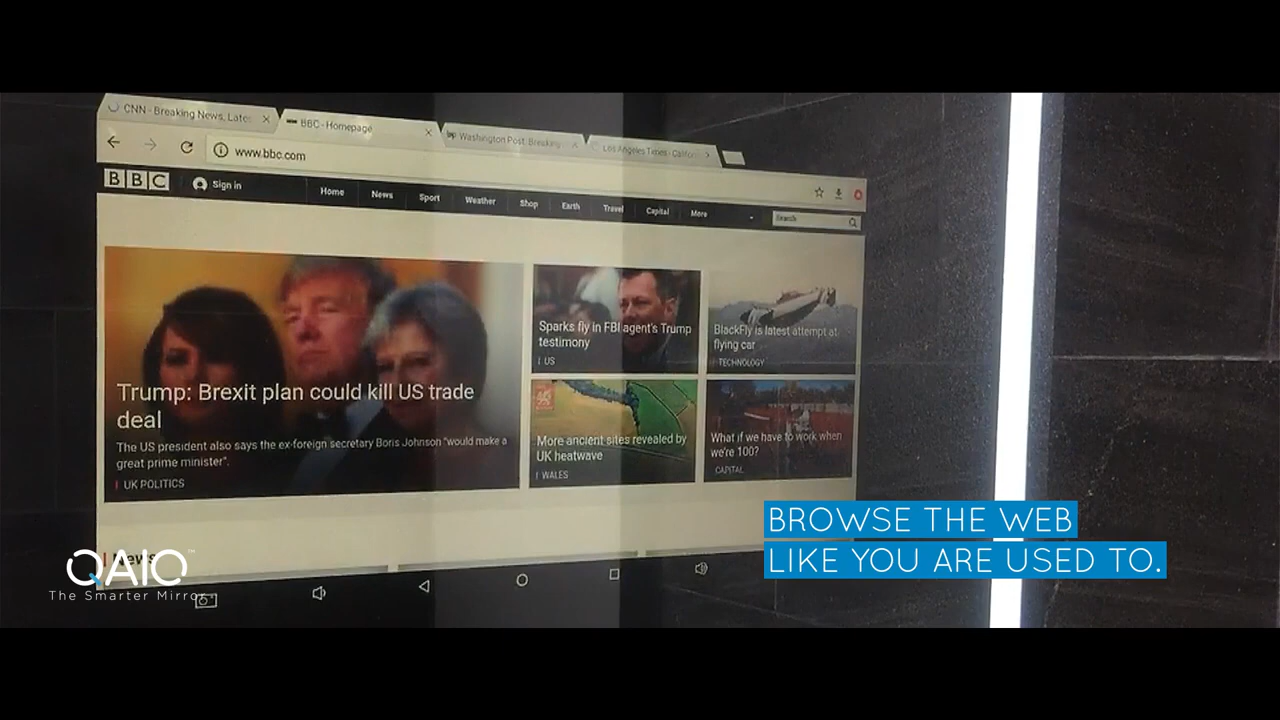 CNN - Breaking News, Lates
BBC - Homepage
Washington Post: Breaking
Los Angeles Times - Califor
www.bbc.com
BBC
Sign in
Home News Sport Weather Shop Earth Travel Capital More
Search
Trump: Brexit plan could kill US trade
deal
The US president also says the ex-foreign secretary Boris Johnson "would make a
great prime minister".
UK POLITICS
Sparks fly in FBI agent's Trump
testimony
US
BlackFly is latest attempt at
flying car
TECHNOLOGY
More ancient sites revealed by
UK heatwave
WALES
What if we have to work when
we're 100?
CAPITAL
News
QAIO™
The Smarter Mirror
BROWSE THE WEB
LIKE YOU ARE USED TO.